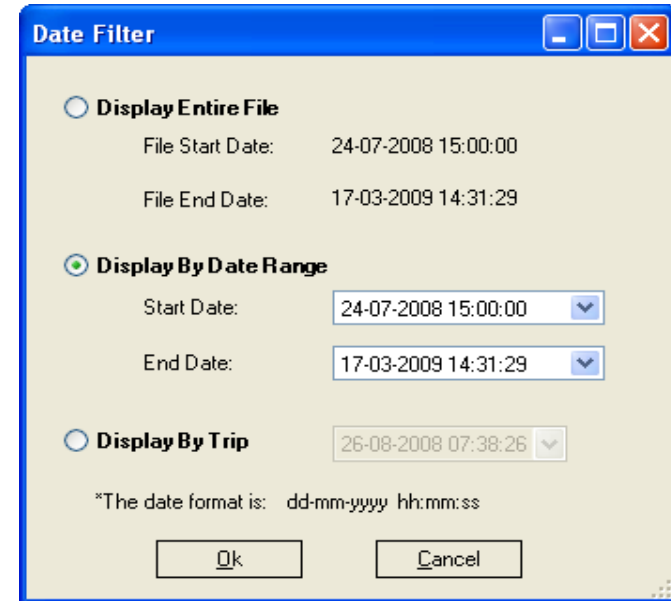 Date Filter
Display Entire File
File Start Date: 24-07-2008 15:00:00
File End Date: 17-03-2009 14:31:29
Display By Date Range
Start Date: 24-07-2008 15:00:00
End Date: 17-03-2009 14:31:29
Display By Trip 26-08-2008 07:38:26
*The date format is: dd-mm-yyyy hh:mm:ss
Ok Cancel